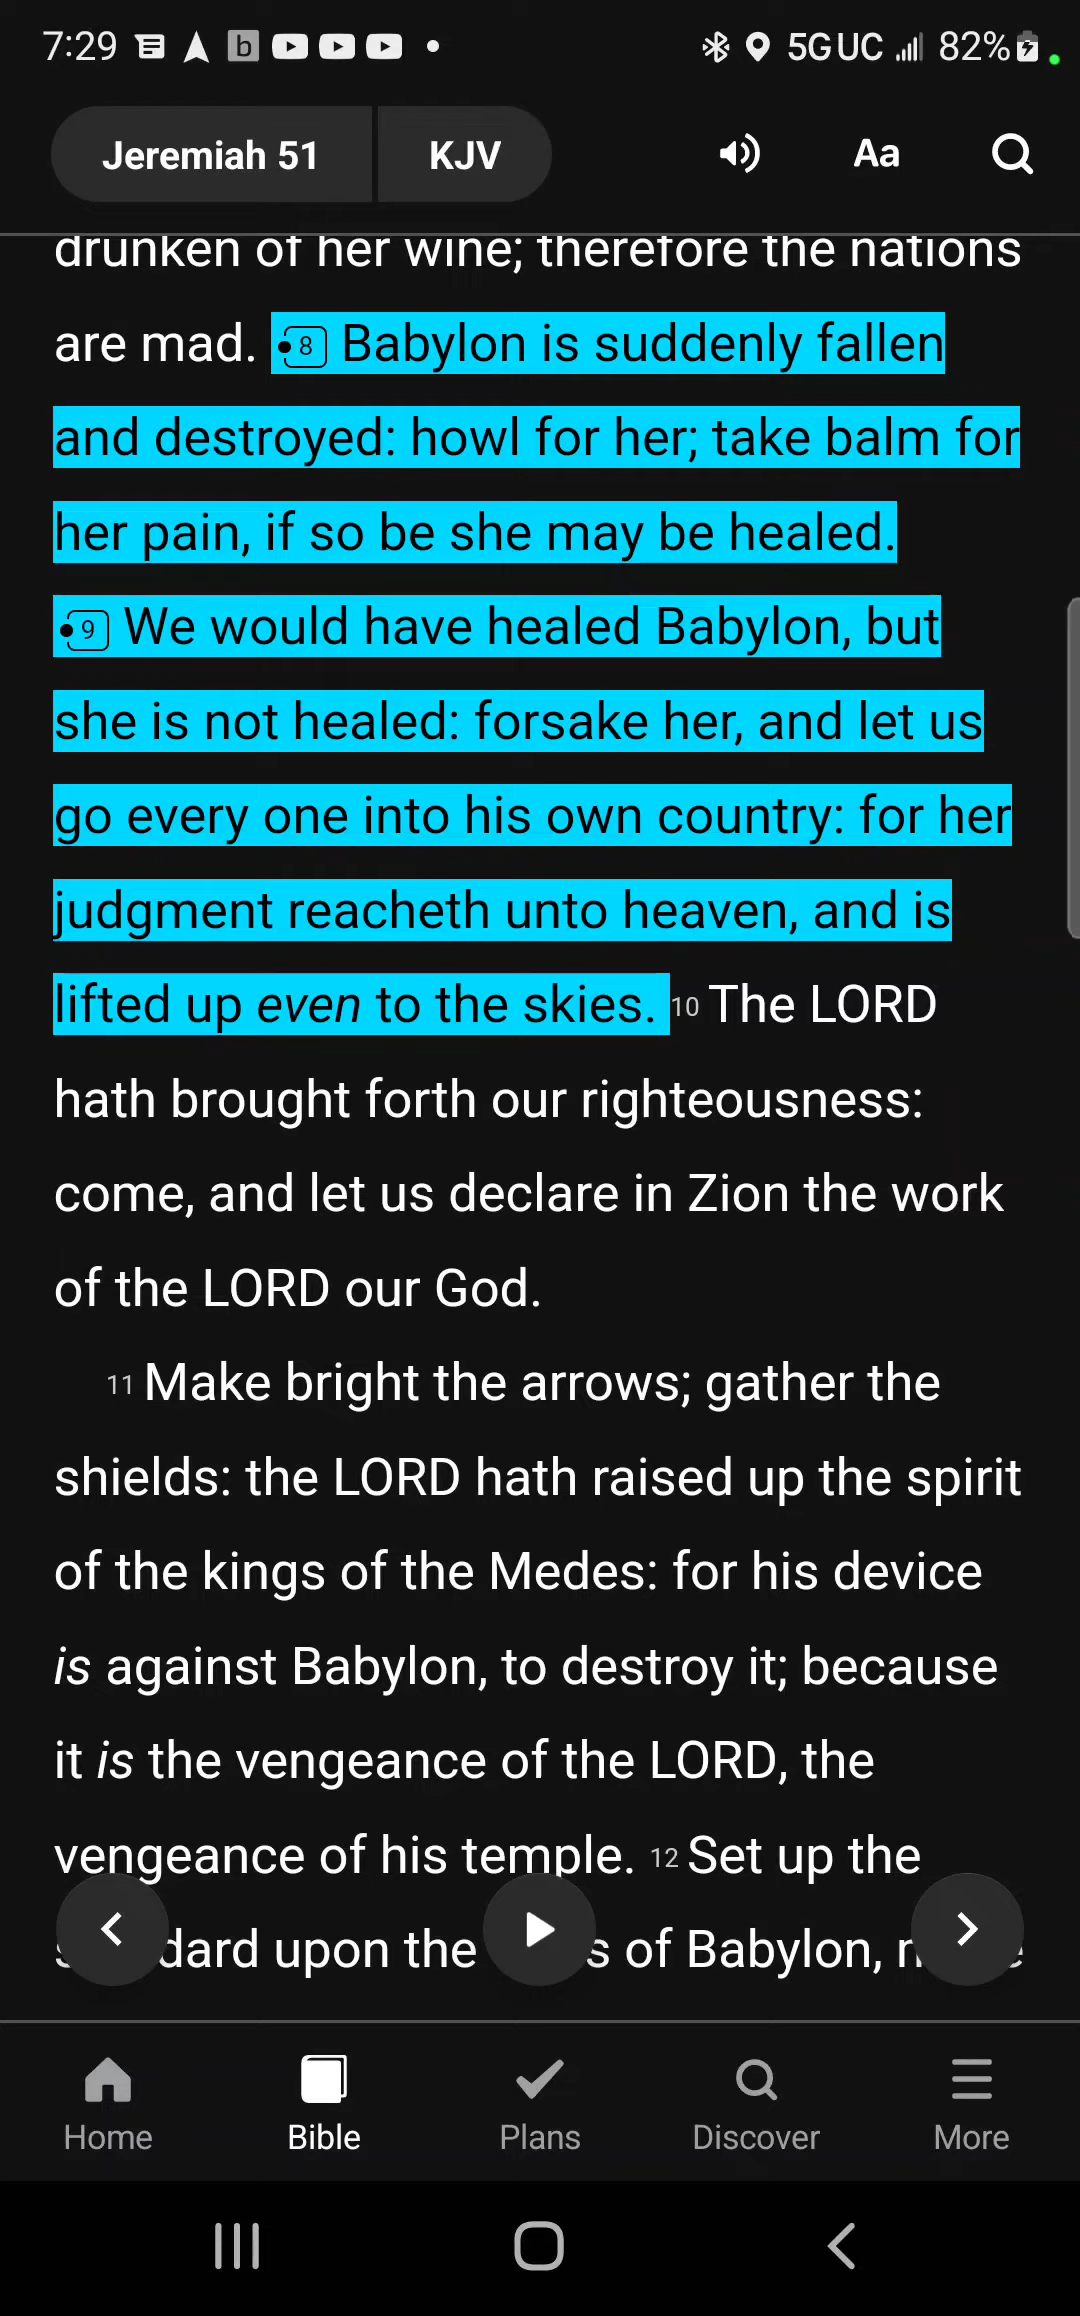 7:29 b 5G UC 82%
Jeremiah 51 KJV Aa
drunken of her wine; therefore the nations
are mad. 8 Babylon is suddenly fallen
and destroyed: howl for her; take balm for
her pain, if so be she may be healed.
9 We would have healed Babylon, but
she is not healed: forsake her, and let us
go every one into his own country: for her
judgment reacheth unto heaven, and is
lifted up even to the skies. 10 The LORD
hath brought forth our righteousness:
come, and let us declare in Zion the work
of the LORD our God.
11 Make bright the arrows; gather the
shields: the LORD hath raised up the spirit
of the kings of the Medes: for his device
is against Babylon, to destroy it; because
it is the vengeance of the LORD, the
vengeance of his temple. 12 Set up the
upon the of Babylon,
Home Bible Plans Discover More